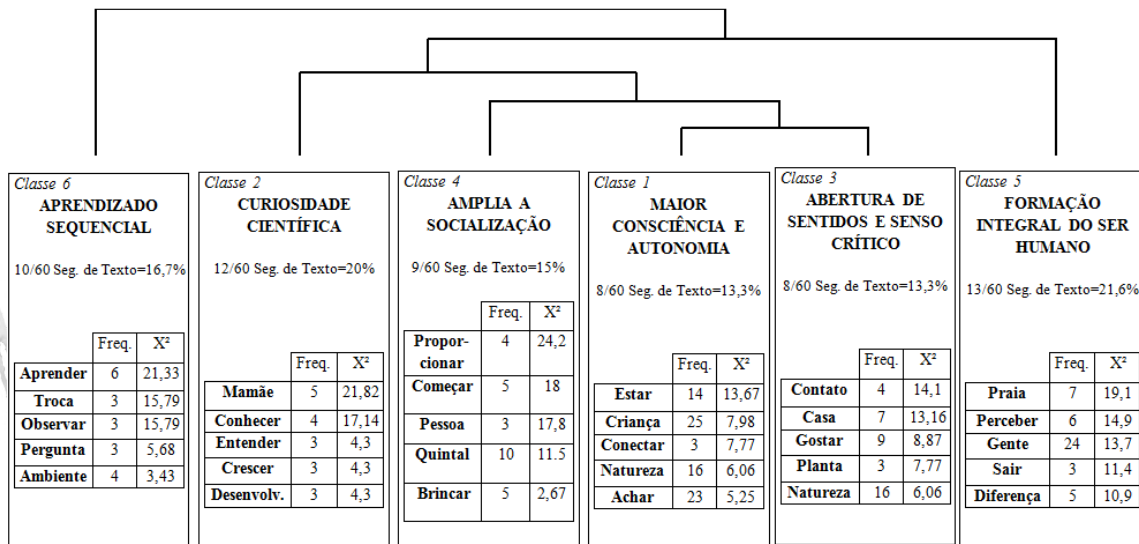 Classe 6
APRENDIZADO
SEQUENCIAL
10/60 Seg. de Texto=16,7%
Freq. X²
Aprender 6 21,33
Troca 3 15,79
Observar 3 15,79
Pergunta 3 5,68
Ambiente 4 3,43
Classe 2
CURIOSIDADE
CIENTÍFICA
12/60 Seg. de Texto=20%
Freq. X²
Mamãe 5 21,82
Conhecer 4 17,14
Entender 3 4,3
Crescer 3 4,3
Desenvolv. 3 4,3
Classe 4
AMPLIA A
SOCIALIZAÇÃO
9/60 Seg. de Texto=15%
Freq. X²
Propor- 4 24,2
cionar
Começar 5 18
Pessoa 3 17,8
Quintal 10 11.5
Brincar 5 2,67
Classe 1
MAIOR
CONSCIÊNCIA E
AUTONOMIA
8/60 Seg. de Texto=13,3%
Freq. X²
Estar 14 13,67
Criança 25 7,98
Conectar 3 7,77
Natureza 16 6,06
Achar 23 5,25
Classe 3
ABERTURA DE
SENTIDOS E SENSO
CRÍTICO
8/60 Seg. de Texto=13,3%
Freq. X²
Contato 4 14,1
Casa 7 13,16
Gostar 9 8,87
Planta 3 7,77
Natureza 16 6,06
Classe 5
FORMAÇÃO
INTEGRAL DO SER
HUMANO
13/60 Seg. de Texto=21,6%
Freq. X²
Praia 7 19,1
Perceber 6 14,9
Gente 24 13,7
Sair 3 11,4
Diferença 5 10,9